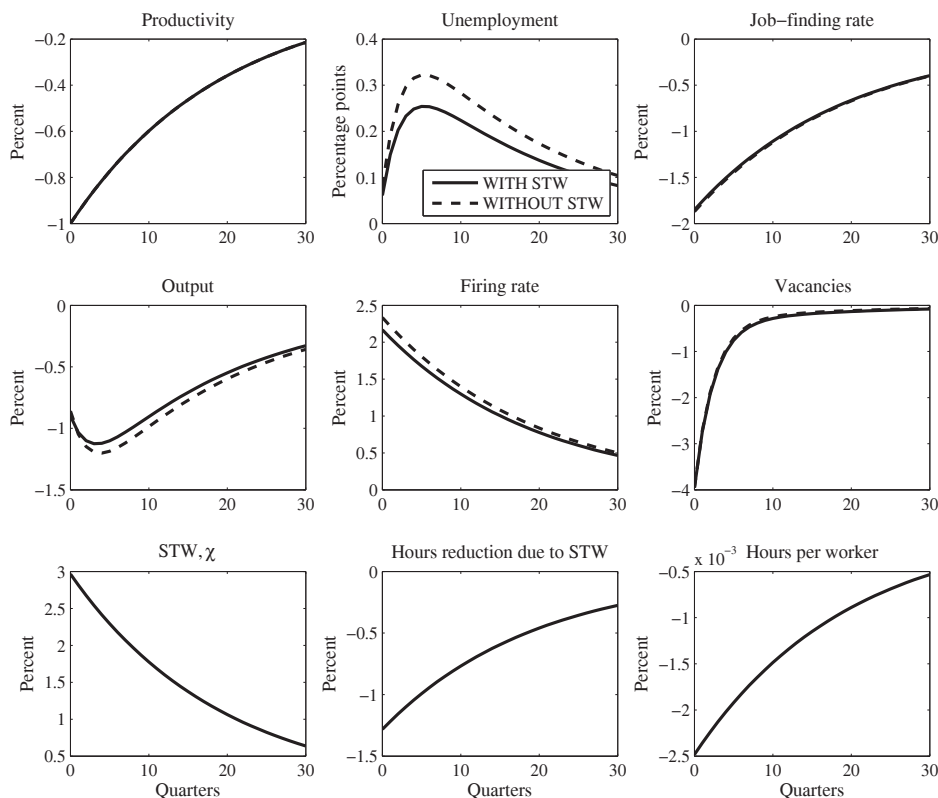 Productivity
Unemployment
Job-finding rate
Percent
−0.2
−0.4
−0.6
−0.8
−1
0 10 20 30
Percentage points
0.4
0.3
0.2
0.1
0
0 10 20 30
WITH STW
WITHOUT STW
Percent
0
−0.5
−1
−1.5
−2
0 10 20 30
Output
Firing rate
Vacancies
Percent
0
−0.5
−1
−1.5
0 10 20 30
Percent
2.5
2
1.5
1
0.5
0
0 10 20 30
Percent
0
−1
−2
−3
−4
0 10 20 30
STW, χ
Hours reduction due to STW
Hours per worker
Percent
3
2.5
2
1.5
1
0.5
0 10 20 30
Quarters
Percent
0
−0.5
−1
−1.5
0 10 20 30
Quarters
x 10⁻³
Percent
−0.5
−1
−1.5
−2
−2.5
0 10 20 30
Quarters